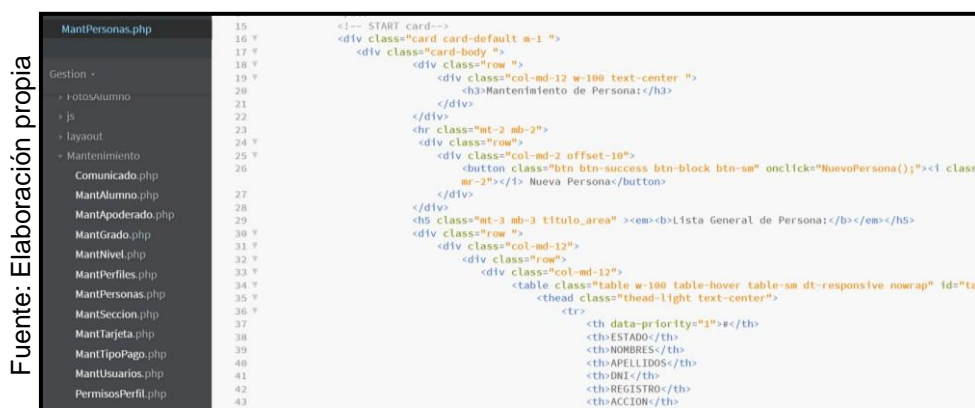 Fuente: Elaboración propia
MantPersonas.php
Gestion
FotosAlumno
js
layaout
Mantenimiento
Comunicado.php
MantAlumno.php
MantApoderado.php
MantGrado.php
MantNivel.php
MantPerfiles.php
MantPersonas.php
MantSeccion.php
MantTarjeta.php
MantTipoPago.php
MantUsuarios.php
PermisosPerfil.php
15 <!-- START card-->
16 <div class="card card-default m-1 ">
17 <div class="card-body ">
18 <div class="row ">
19 <div class="col-md-12 w-100 text-center ">
20 <h3>Mantenimiento de Persona:</h3>
21 </div>
22 </div>
23 <hr class="mt-2 mb-2">
24 <div class="row">
25 <div class="col-md-2 offset-10">
26 <button class="btn btn-success btn-block btn-sm" onclick="NuevoPersona();"><i class
mr-2"></i> Nueva Persona</button>
27 </div>
28 </div>
29 <h5 class="mt-3 mb-3 titulo_area" ><em><b>Lista General de Persona:</b></em></h5>
30 <div class="row ">
31 <div class="col-md-12">
32 <div class="row">
33 <div class="col-md-12">
34 <table class="table w-100 table-hover table-sm dt-responsive nowrap" id="ta
35 <thead class="thead-light text-center">
36 <tr>
37 <th data-priority="1">#</th>
38 <th>ESTADO</th>
39 <th>NOMBRES</th>
40 <th>APELLIDOS</th>
41 <th>DNI</th>
42 <th>REGISTRO</th>
43 <th>ACCION</th>